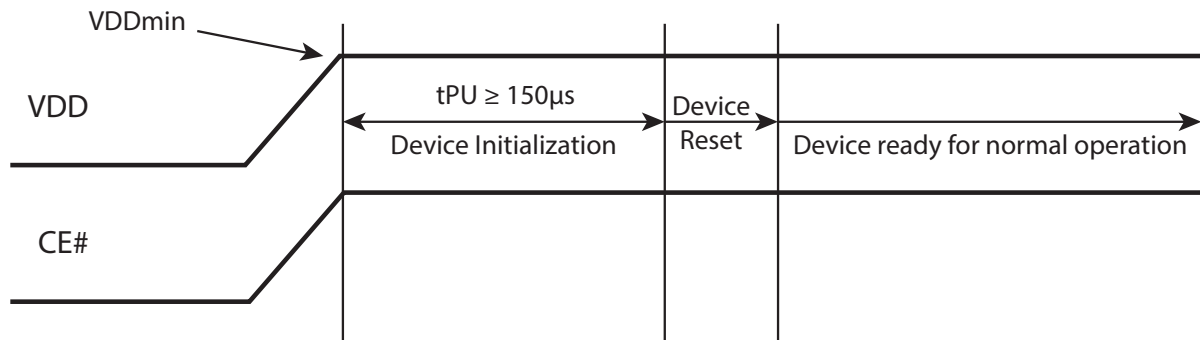 VDDmin
VDD
tPU ≥ 150μs
Device Initialization
Device
Reset
Device ready for normal operation
CE#